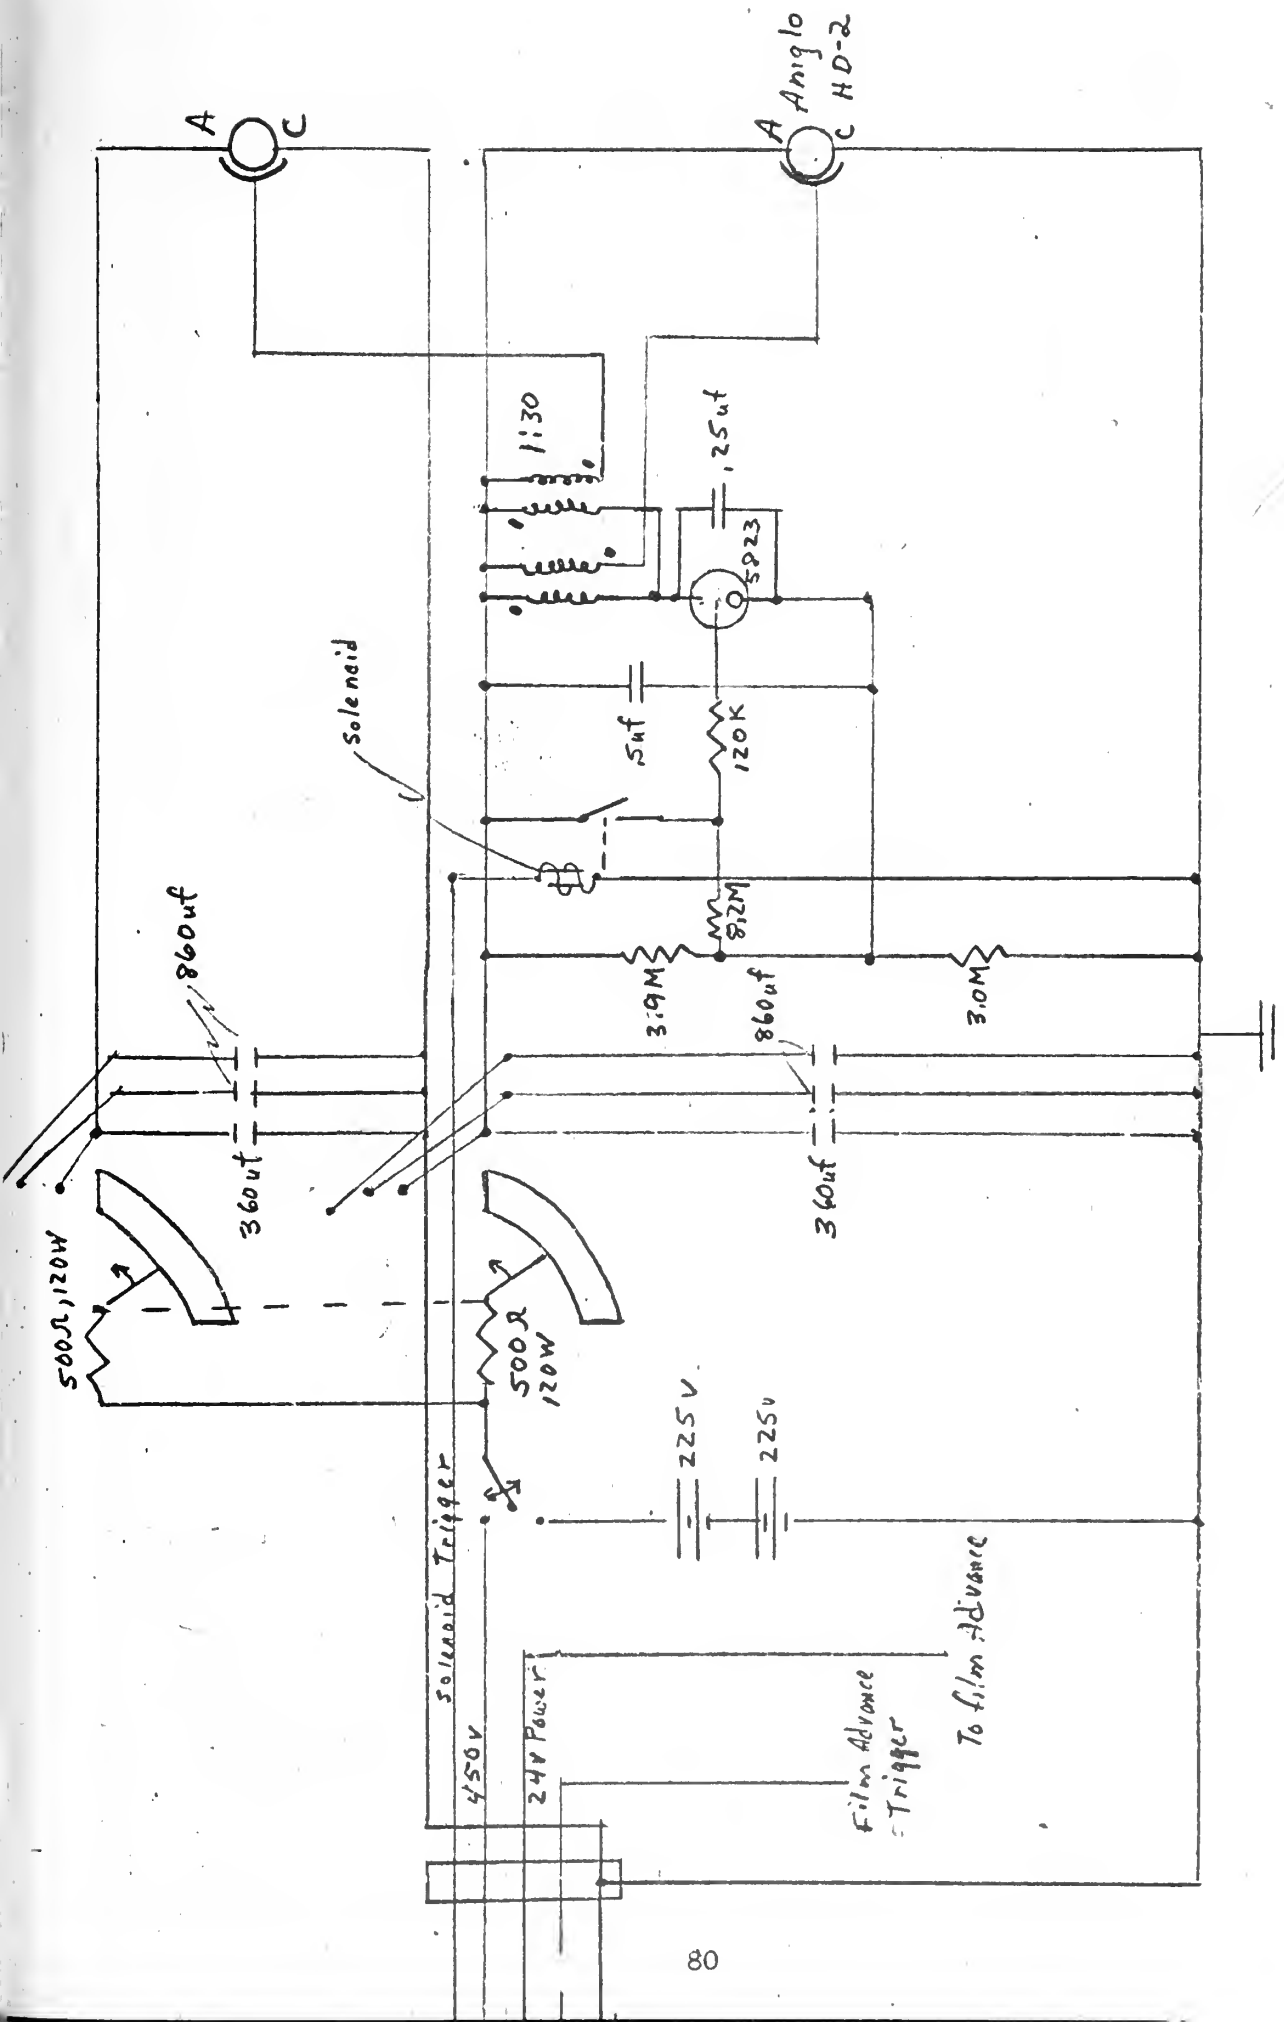 A
C
A
C
Amglo
HD-2
1:30
.25uf
5823
Solenoid
.5uf
120K
8.2M
3.9M
3.0M
860uf
860uf
360uf
360uf
500Ω,120W
500Ω
120W
225V
225V
Solenoid Trigger
450V
24V Power
Film Advance
Trigger
To film Advance
80